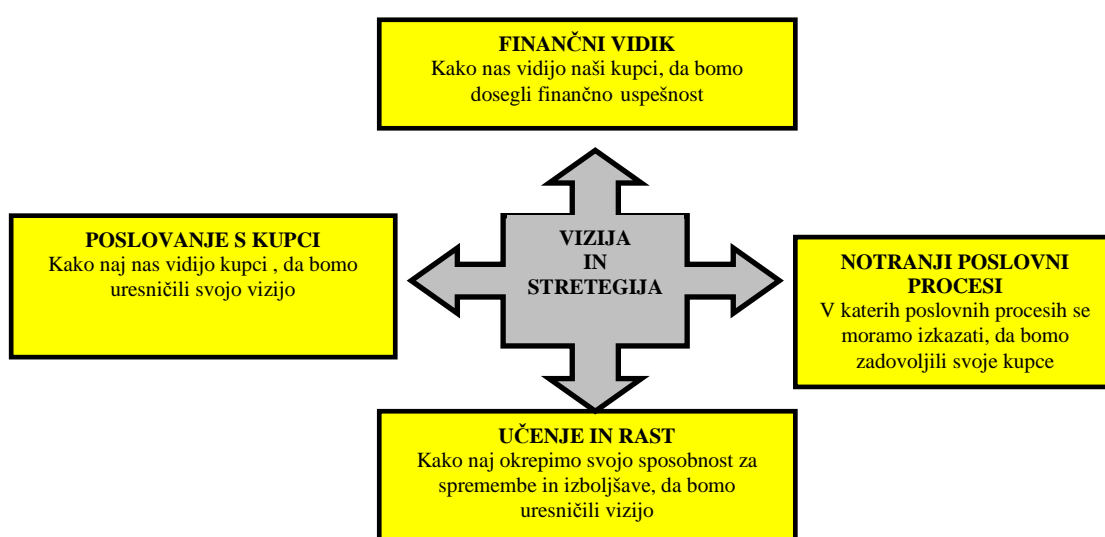 FINANČNI VIDIK
Kako nas vidijo naši kupci, da bomo
dosegli finančno uspešnost
POSLOVANJE S KUPCI
Kako naj nas vidijo kupci , da bomo
uresničili svojo vizijo
VIZIJA
IN
STRETEGIJA
NOTRANJI POSLOVNI
PROCESI
V katerih poslovnih procesih se
moramo izkazati, da bomo
zadovoljili svoje kupce
UČENJE IN RAST
Kako naj okrepimo svojo sposobnost za
spremembe in izboljšave, da bomo
uresničili vizijo